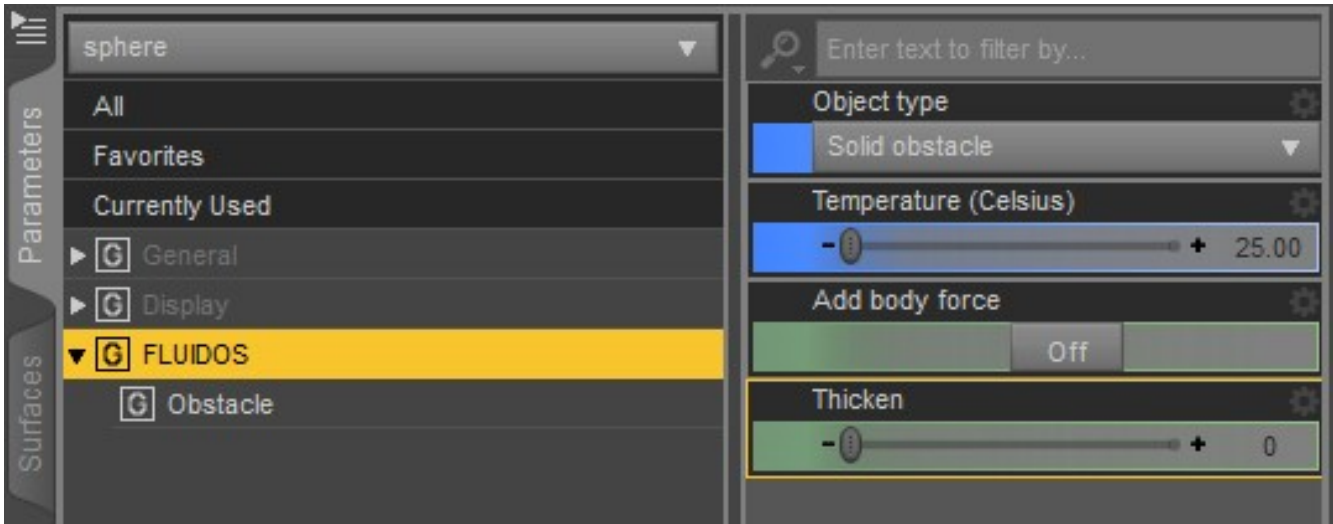 Parameters
Surfaces
sphere
All
Favorites
Currently Used
G General
G Display
G FLUIDOS
G Obstacle
Enter text to filter by...
Object type
Solid obstacle
Temperature (Celsius)
- + 25.00
Add body force
Off
Thicken
- + 0